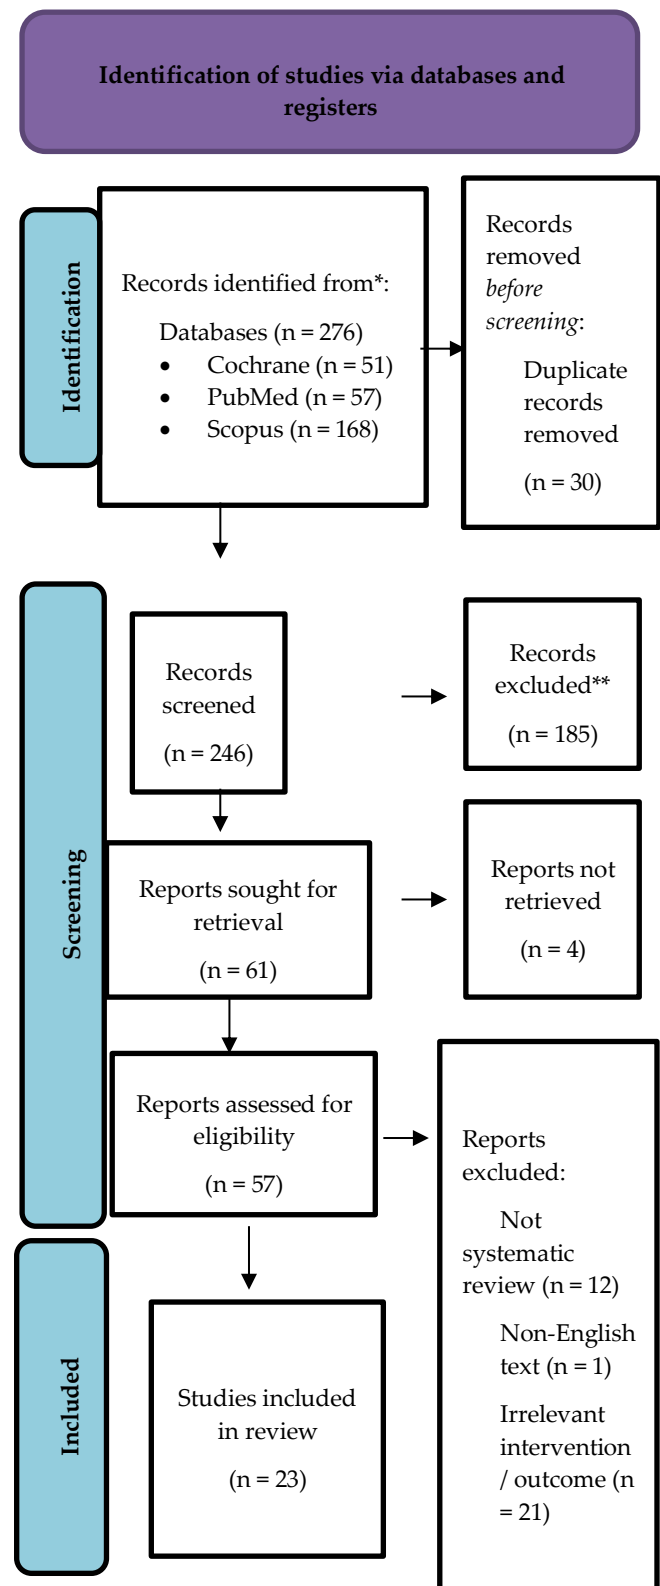 Identification of studies via databases and
registers
Identification
Records identified from*:
Databases (n = 276)
• Cochrane (n = 51)
• PubMed (n = 57)
• Scopus (n = 168)
Records
removed
before
screening:
Duplicate
records
removed
(n = 30)
Screening
Records
screened
(n = 246)
Records
excluded**
(n = 185)
Reports sought for
retrieval
(n = 61)
Reports not
retrieved
(n = 4)
Reports assessed for
eligibility
(n = 57)
Reports
excluded:
Not
systematic
review (n = 12)
Non-English
text (n = 1)
Irrelevant
intervention
/ outcome (n
= 21)
Included
Studies included
in review
(n = 23)